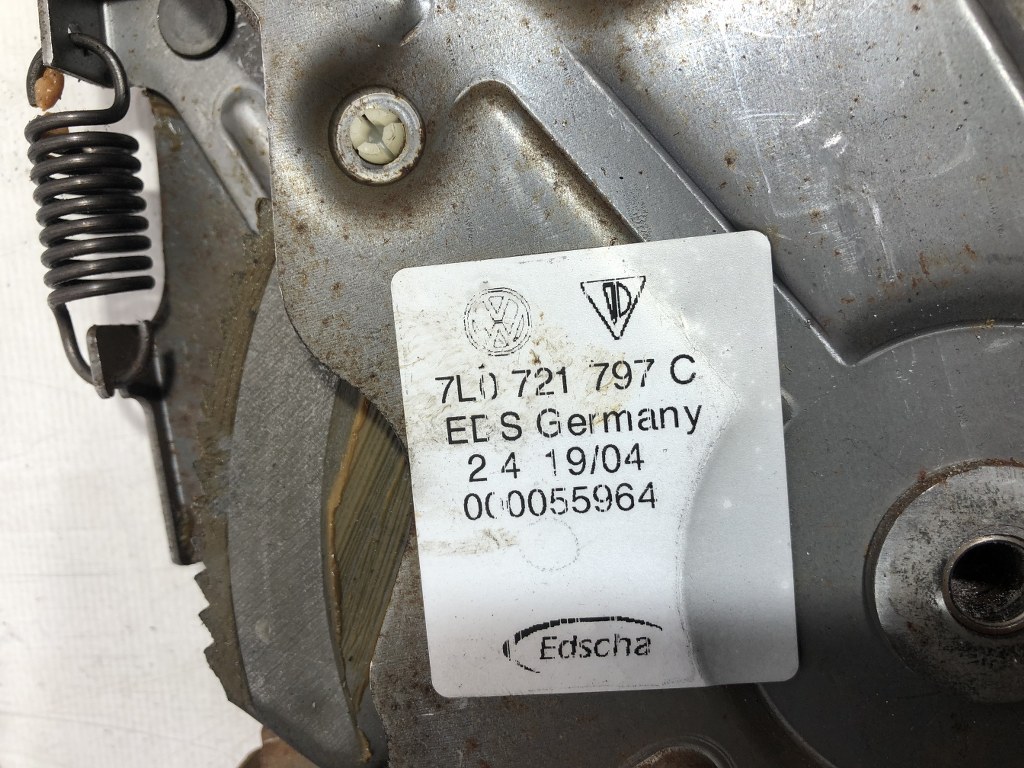 7L0 721 797 C
EDS Germany
2 4 19/04
000055964
Edscha